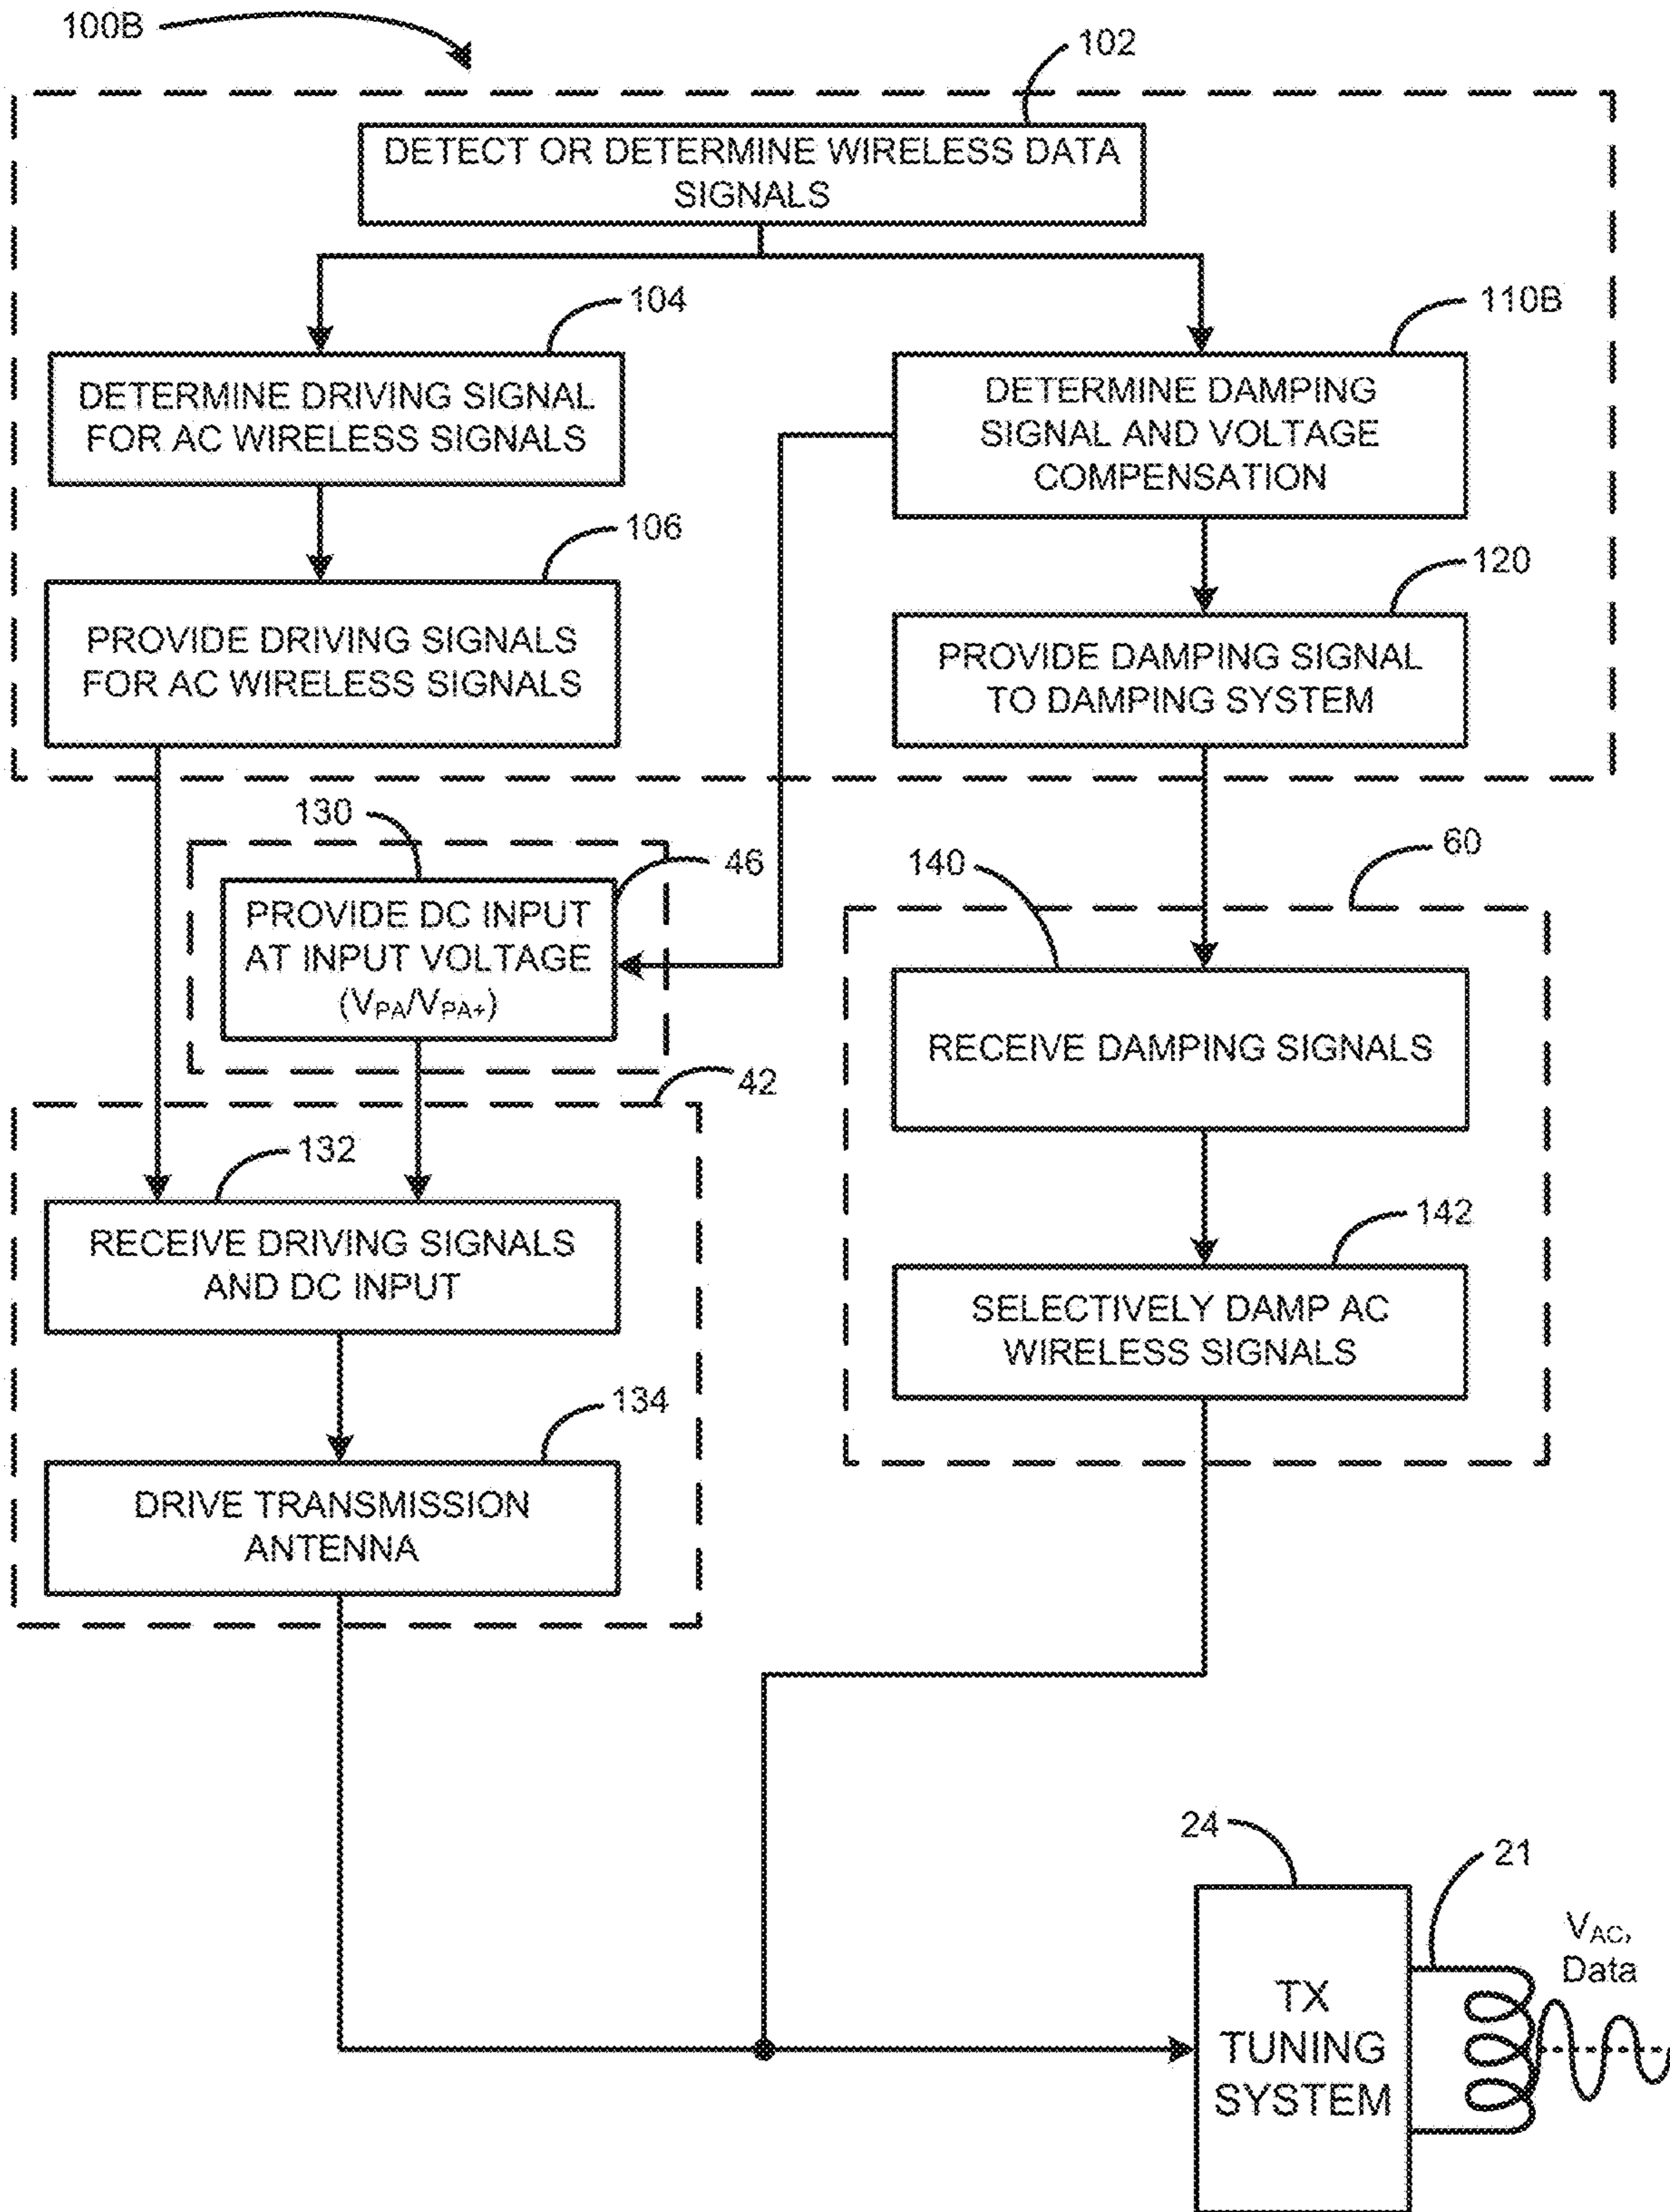 100B
102
DETECT OR DETERMINE WIRELESS DATA
SIGNALS
104
110B
DETERMINE DRIVING SIGNAL
FOR AC WIRELESS SIGNALS
DETERMINE DAMPING
SIGNAL AND VOLTAGE
COMPENSATION
106
120
PROVIDE DRIVING SIGNALS
FOR AC WIRELESS SIGNALS
PROVIDE DAMPING SIGNAL
TO DAMPING SYSTEM
130
46
PROVIDE DC INPUT
AT INPUT VOLTAGE
(VPA/VPA+)
140
60
RECEIVE DAMPING SIGNALS
42
132
RECEIVE DRIVING SIGNALS
AND DC INPUT
142
SELECTIVELY DAMP AC
WIRELESS SIGNALS
134
DRIVE TRANSMISSION
ANTENNA
24
21
TX
TUNING
SYSTEM
VAC,
Data